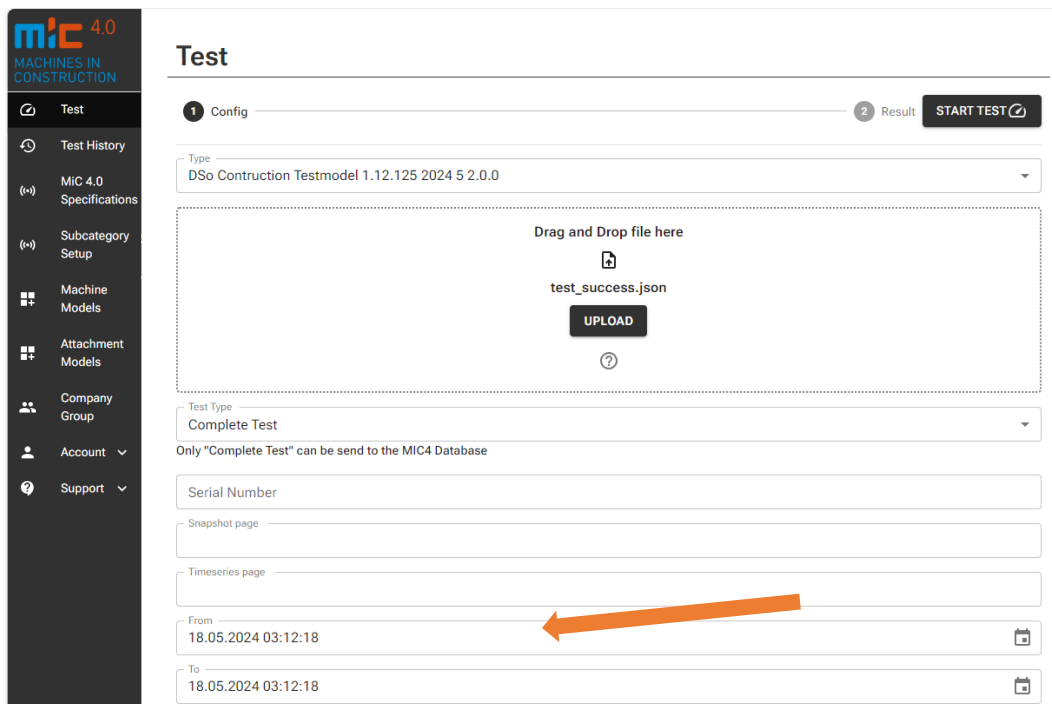 mic 4.0
MACHINES IN
CONSTRUCTION
Test
Test History
MiC 4.0
Specifications
Subcategory
Setup
Machine
Models
Attachment
Models
Company
Group
Account
Support
Test
1 Config
2 Result
START TEST
Type
DSo Contruction Testmodel 1.12.125 2024 5 2.0.0
Drag and Drop file here
test_success.json
UPLOAD
?
Test Type
Complete Test
Only "Complete Test" can be send to the MIC4 Database
Serial Number
Snapshot page
Timeseries page
From
18.05.2024 03:12:18
To
18.05.2024 03:12:18